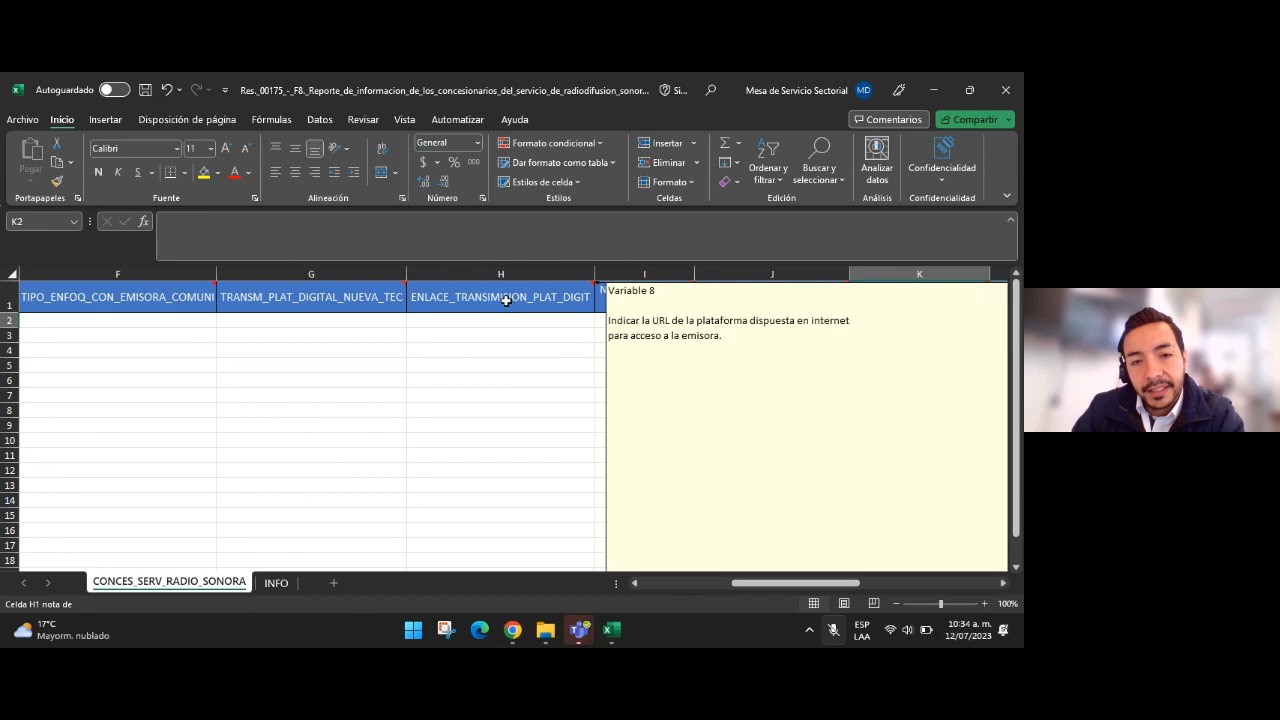 Autoguardado
Res._00175_-_F8._Reporte_de_informacion_de_los_concesionarios_del_servicio_de_radiodifusion_sonor...
Si...
Mesa de Servicio Sectorial
MD
Archivo
Inicio
Insertar
Disposición de página
Fórmulas
Datos
Revisar
Vista
Automatizar
Ayuda
Comentarios
Compartir
Pegar
Portapapeles
Calibri
11
N
K
S
Fuente
Alineación
General
$
%
000
Número
Formato condicional
Dar formato como tabla
Estilos de celda
Estilos
Insertar
Eliminar
Formato
Celdas
Ordenar y filtrar
Buscar y seleccionar
Edición
Analizar datos
Análisis
Confidencialidad
Confidencialidad
K2
fx
F
G
H
I
J
K
1
TIPO_ENFOQ_CON_EMISORA_COMUNI
TRANSM_PLAT_DIGITAL_NUEVA_TEC
N
Variable 8
Indicar la URL de la plataforma dispuesta en internet
para acceso a la emisora.
2
3
4
5
6
7
8
9
10
11
12
13
14
15
16
17
18
CONCES_SERV_RADIO_SONORA
INFO
Celda H1 nota de
100%
17°C
Mayorm. nublado
ESP
LAA
10:34 a. m.
12/07/2023